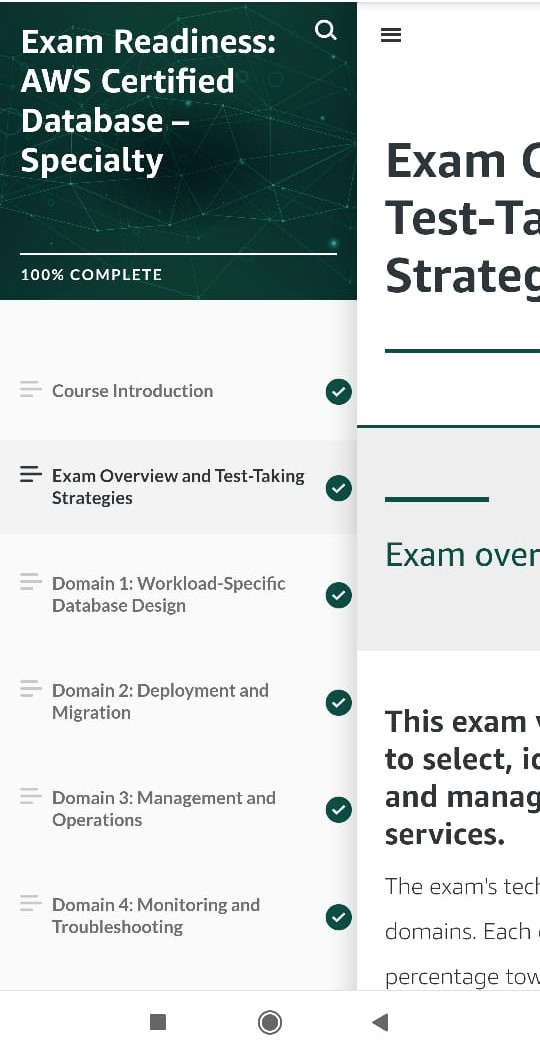 Exam Readiness:
AWS Certified
Database –
Specialty
100% COMPLETE
Course Introduction
Exam Overview and Test-Taking
Strategies
Domain 1: Workload-Specific
Database Design
Domain 2: Deployment and
Migration
Domain 3: Management and
Operations
Domain 4: Monitoring and
Troubleshooting
Exam
Test-Ta
Strateg
Exam over
This exam
to select,
and manag
services.
The exam's tech
domains. Each
percentage tow